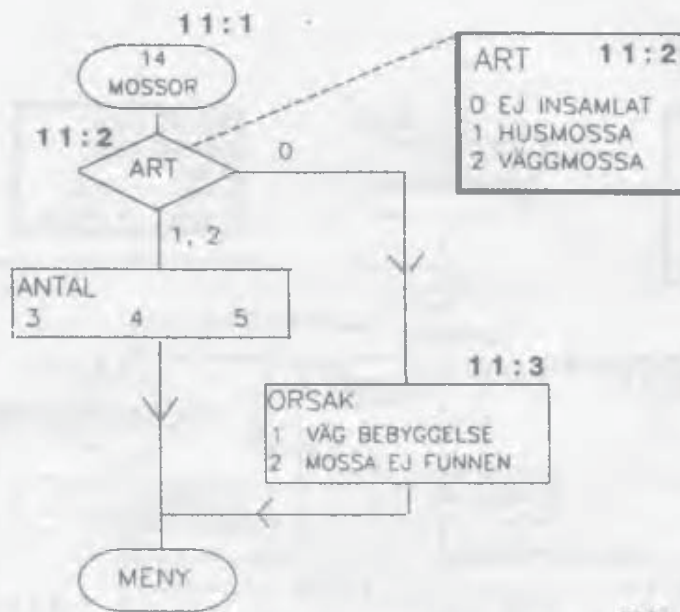 11:1
14
MOSSOR
11:2
ART
0
1, 2
ART 11:2
0 EJ INSAMLAT
1 HUSMOSSA
2 VÄGGMOSSA
ANTAL
3 4 5
11:3
ORSAK
1 VÄG BEBYGGELSE
2 MOSSA EJ FUNNEN
MENY